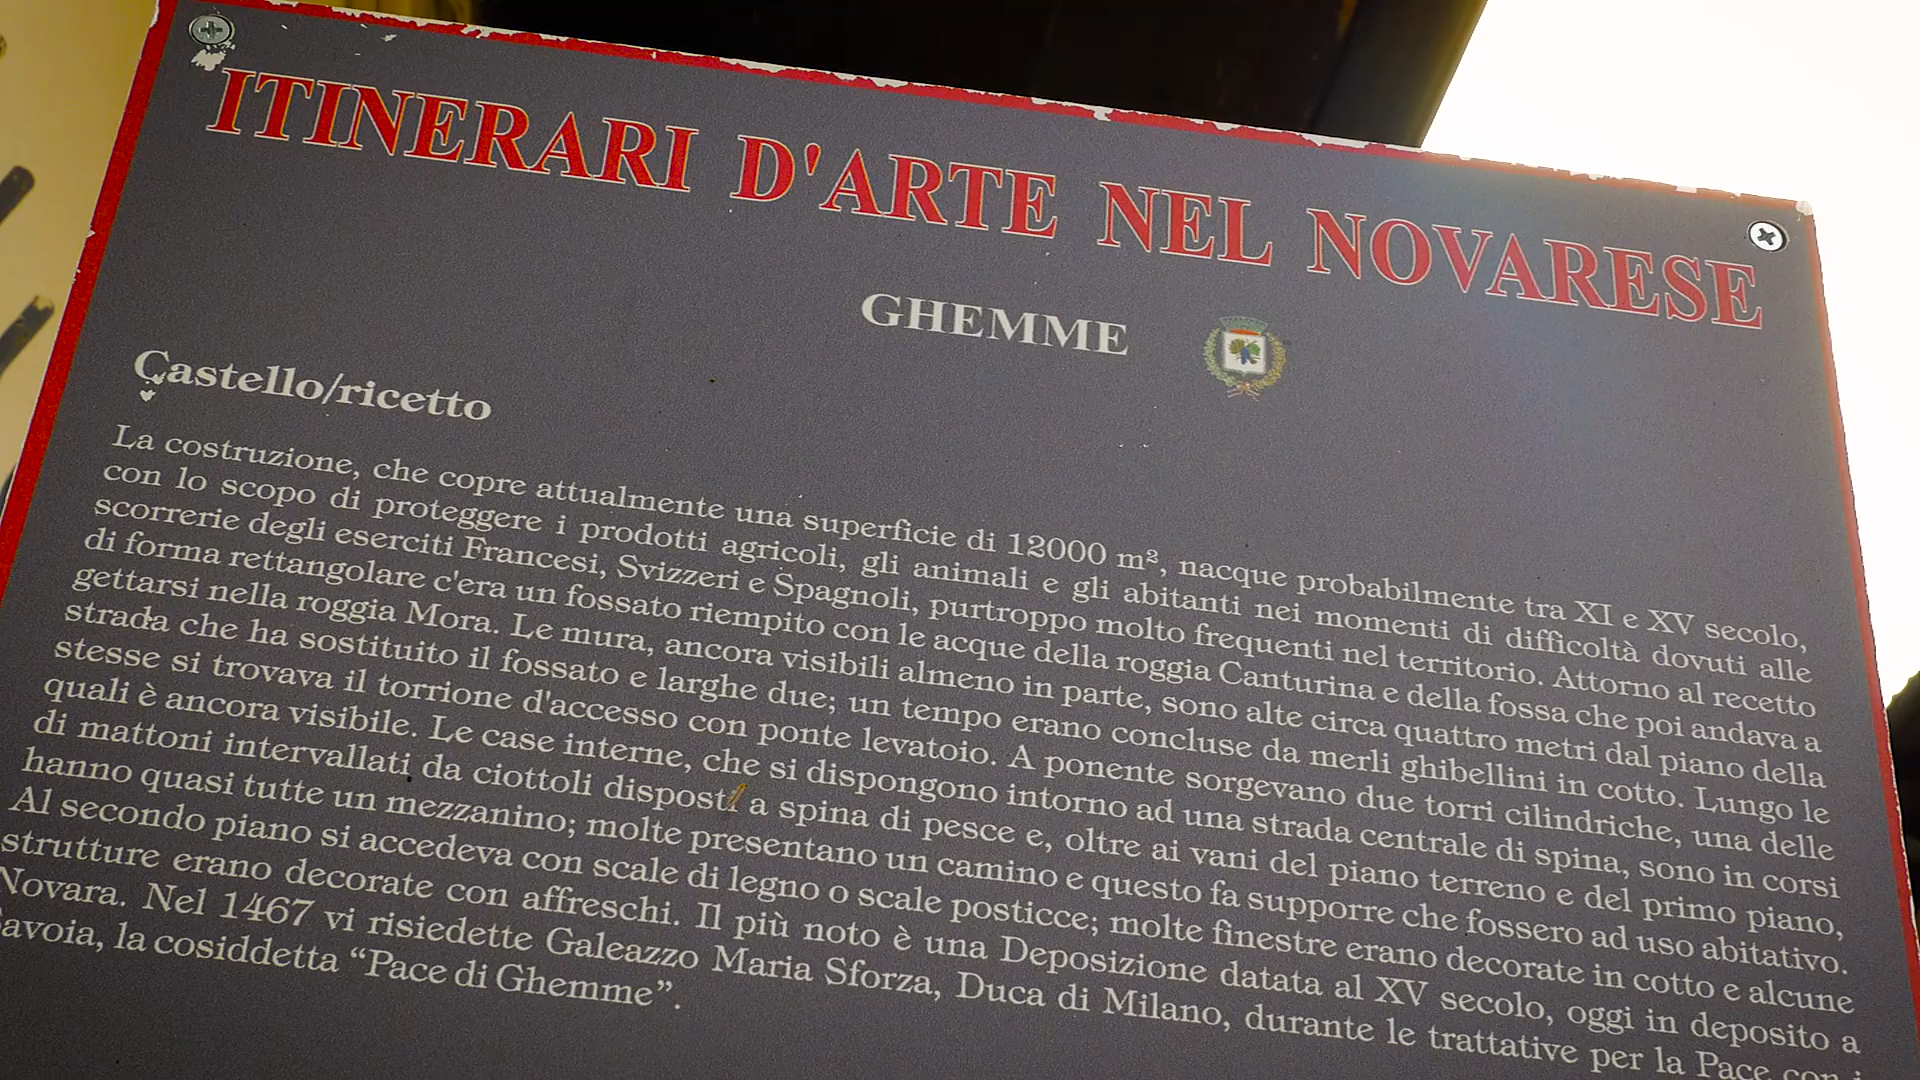 ITINERARI D'ARTE NEL NOVARESE
GHEMME
Castello/ricetto
La costruzione, che copre attualmente una superficie di 12000 m², nacque probabilmente tra XI e XV secolo,
con lo scopo di proteggere i prodotti agricoli, gli animali e gli abitanti nei momenti di difficoltà dovuti alle
scorrerie degli eserciti Francesi, Svizzeri e Spagnoli, purtroppo molto frequenti nel territorio. Attorno al recetto
di forma rettangolare c'era un fossato riempito con le acque della roggia Canturina e della fossa che poi andava a
gettarsi nella roggia Mora. Le mura, ancora visibili almeno in parte, sono alte circa quattro metri dal piano della
strada che ha sostituito il fossato e larghe due; un tempo erano concluse da merli ghibellini in cotto. Lungo le
stesse si trovava il torrione d'accesso con ponte levatoio. A ponente sorgevano due torri cilindriche, una delle
quali è ancora visibile. Le case interne, che si dispongono intorno ad una strada centrale di spina, sono in corsi
di mattoni intervallati da ciottoli disposti a spina di pesce e, oltre ai vani del piano terreno e del primo piano,
hanno quasi tutte un mezzanino; molte presentano un camino e questo fa supporre che fossero ad uso abitativo.
Al secondo piano si accedeva con scale di legno o scale posticce; molte finestre erano decorate in cotto e alcune
strutture erano decorate con affreschi. Il più noto è una Deposizione datata al XV secolo, oggi in deposito a
Novara. Nel 1467 vi risiedette Galeazzo Maria Sforza, Duca di Milano, durante le trattative per la Pace con i
avoia, la cosiddetta “Pace di Ghemme”.